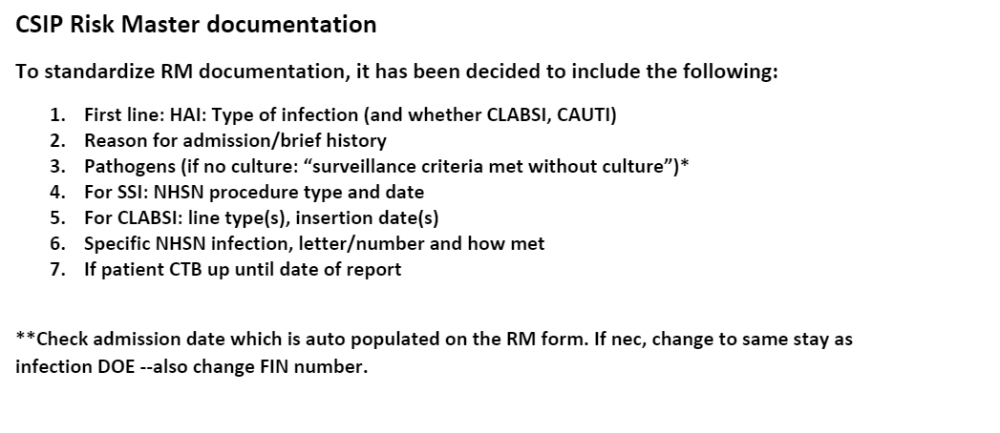 CSIP Risk Master documentation
To standardize RM documentation, it has been decided to include the following:
1. First line: HAI: Type of infection (and whether CLABSI, CAUTI)
2. Reason for admission/brief history
3. Pathogens (if no culture: “surveillance criteria met without culture”)*
4. For SSI: NHSN procedure type and date
5. For CLABSI: line type(s), insertion date(s)
6. Specific NHSN infection, letter/number and how met
7. If patient CTB up until date of report
**Check admission date which is auto populated on the RM form. If nec, change to same stay as
infection DOE --also change FIN number.